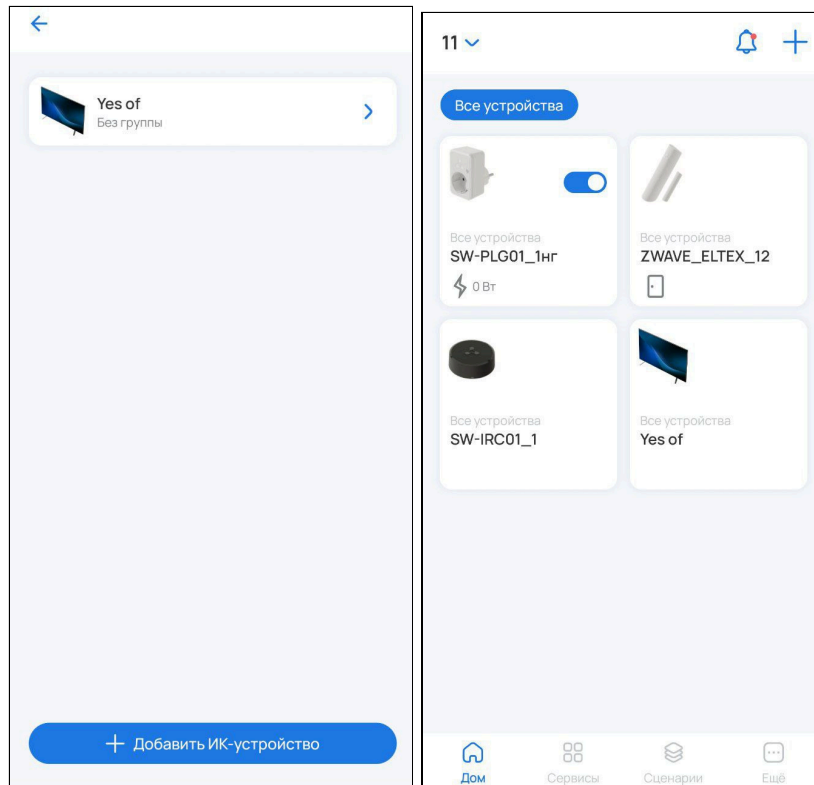 Yes of
Без группы
Добавить ИК-устройство
11
Все устройства
Все устройства
SW-PLG01_1нг
0 Вт
Все устройства
ZWAVE_ELTEX_12
Все устройства
SW-IRC01_1
Все устройства
Yes of
Дом
Сервисы
Сценарии
Ещё